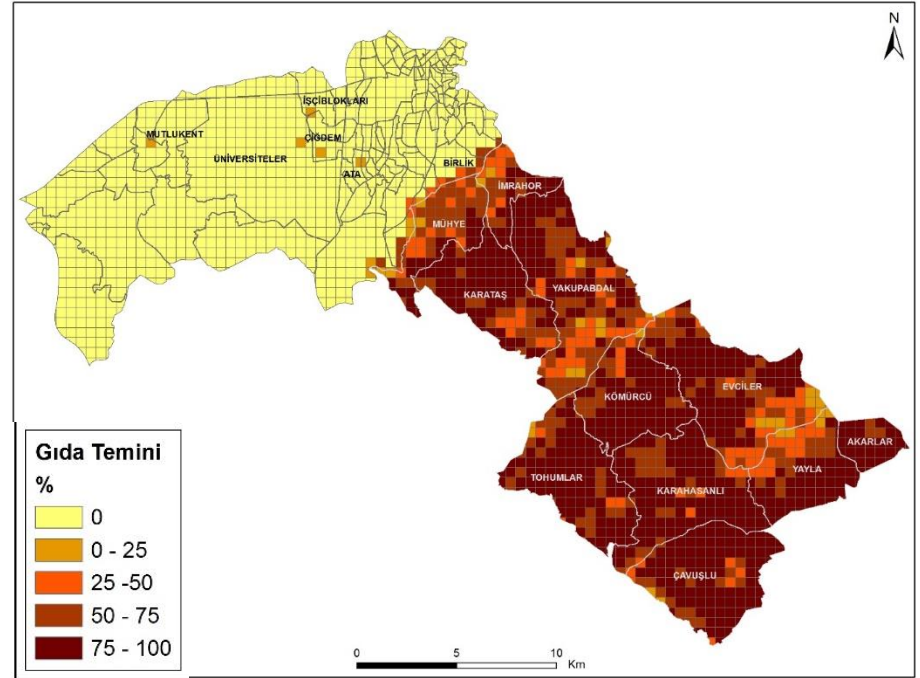 N
İŞÇİBLOKLARI
MUTLUKENT
ÇİĞDEM
ÜNİVERSİTELER
BİRLİK
ATA
İMRAHOR
MÜHYE
KARATAŞ
YAKUPABDAL
EVCİLER
KÖMÜRCÜ
AKARLAR
YAYLA
TOHUMLAR
KARAHASANLI
ÇAVUŞLU
Gıda Temini
%
0
0 - 25
25 -50
50 - 75
75 - 100
0 5 10
Km